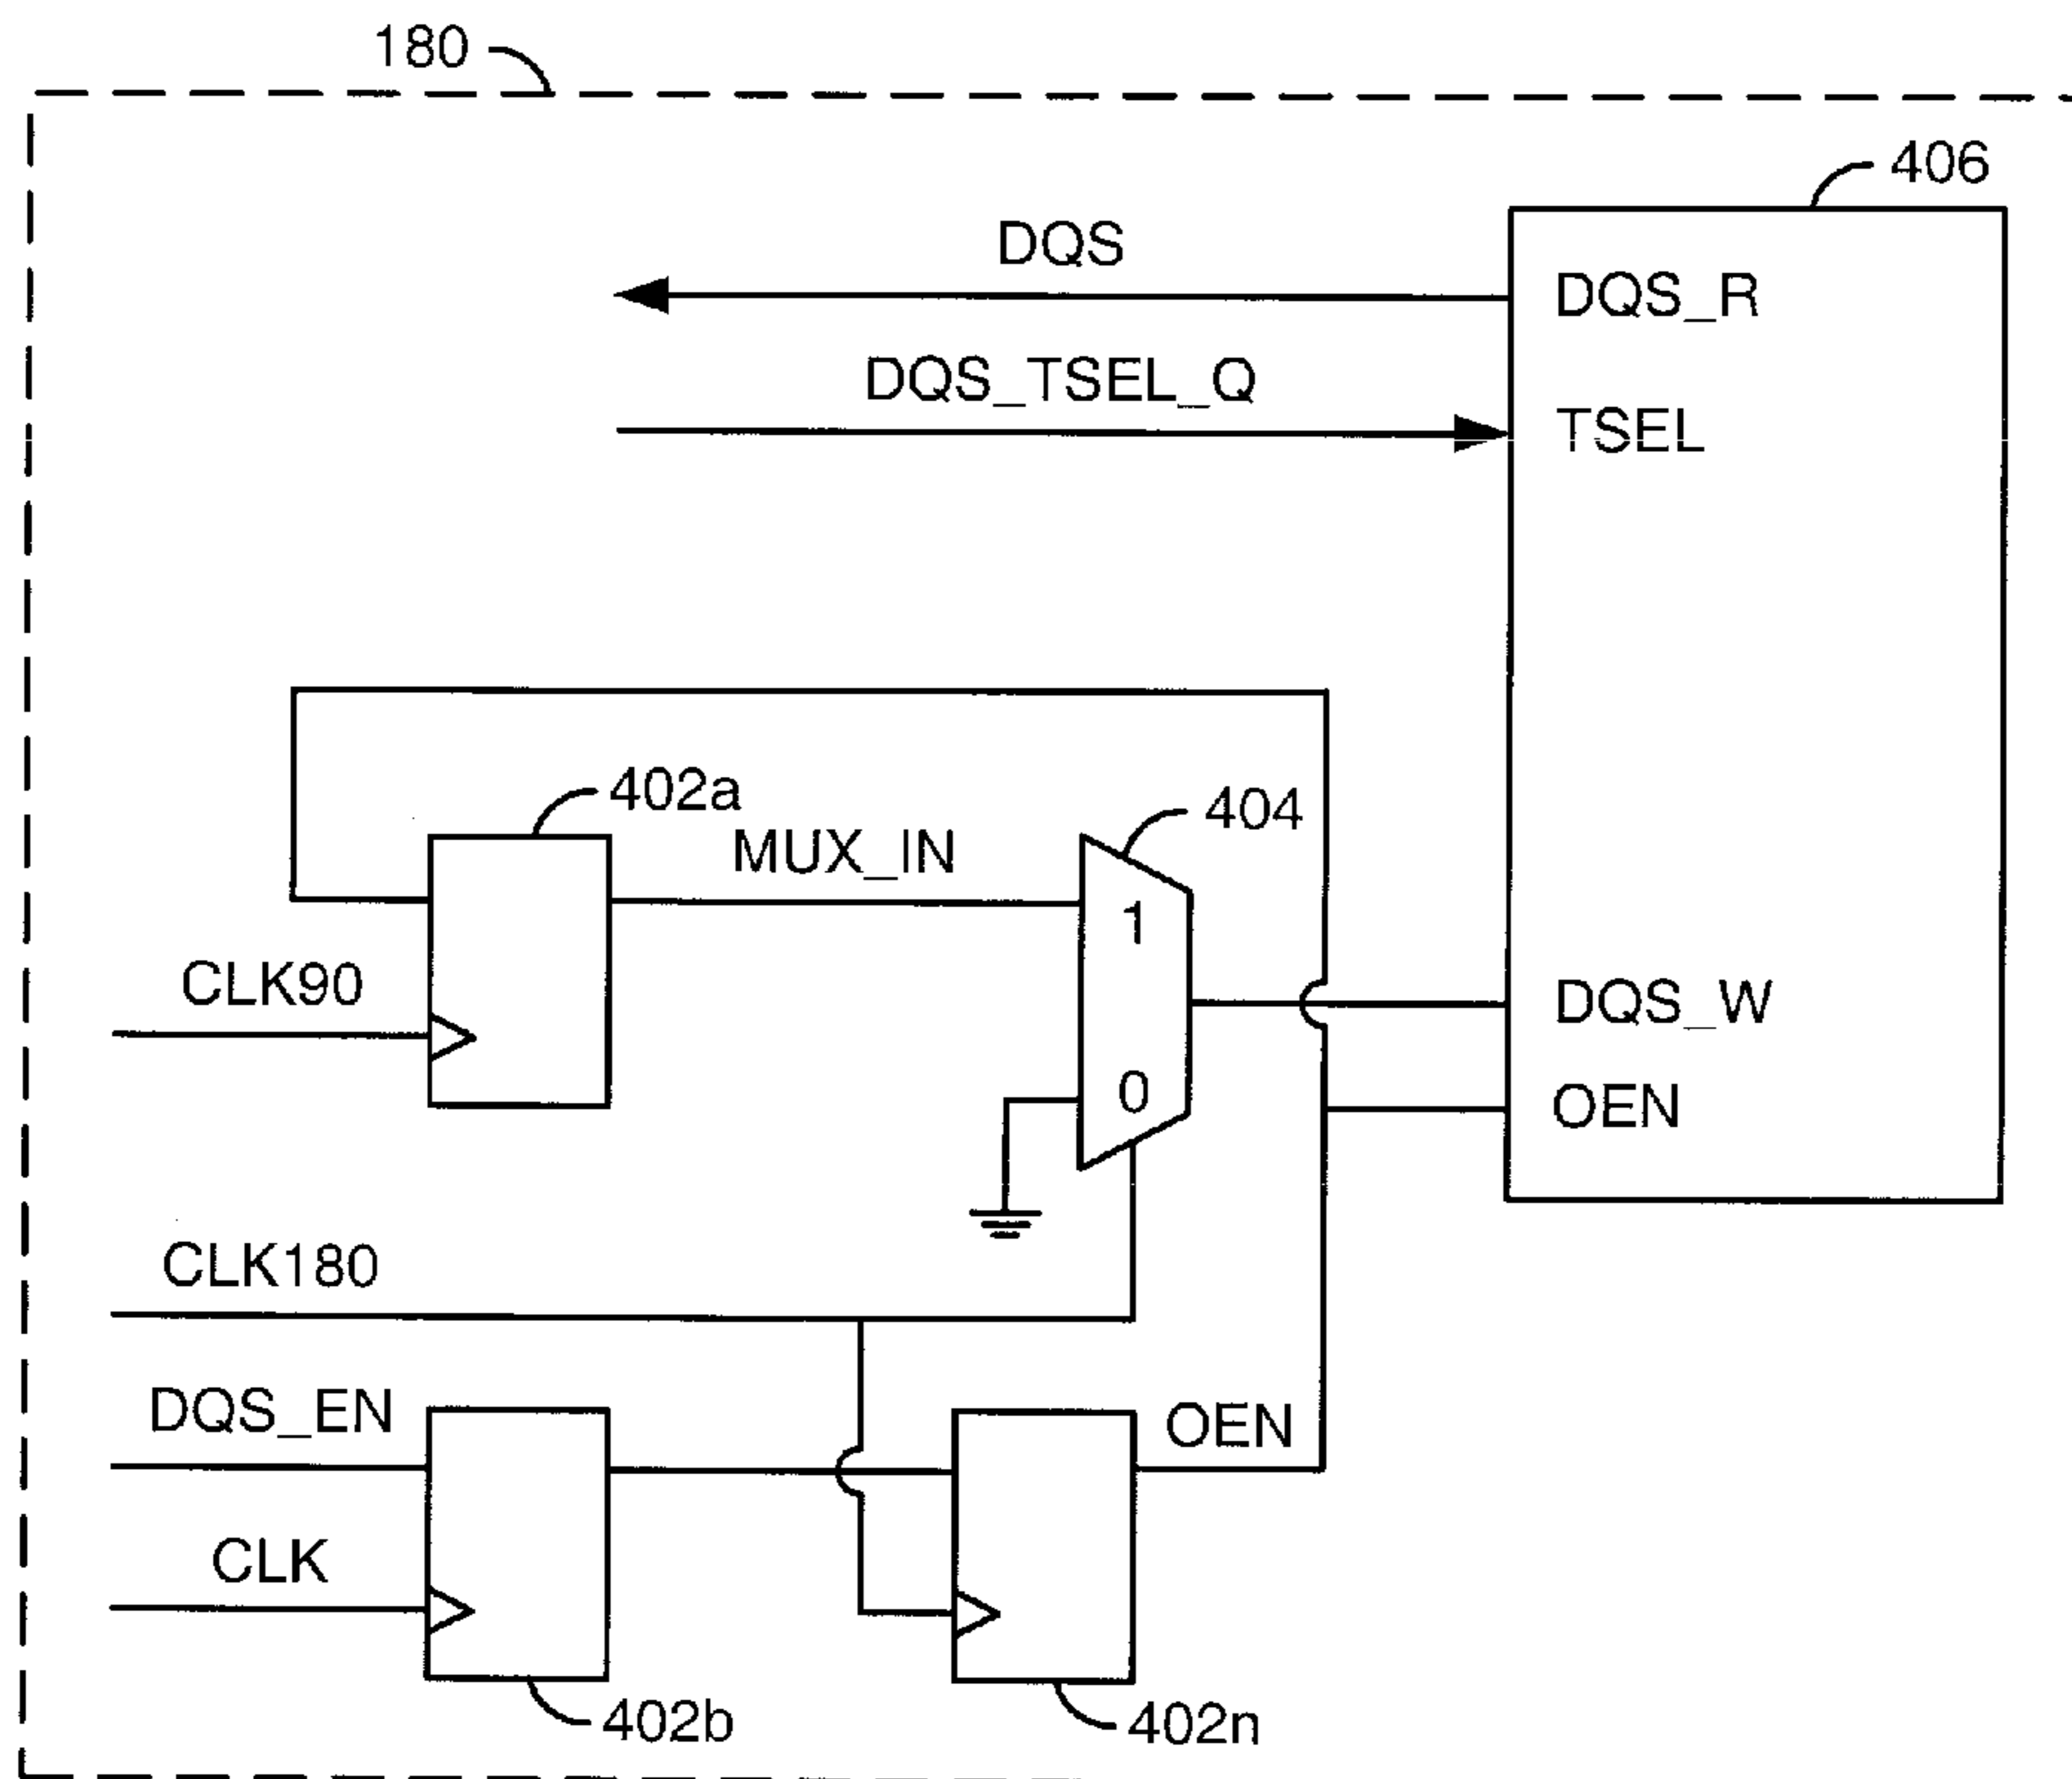 180
406
DQS
DQS_R
DQS_TSEL_Q
TSEL
402a
MUX_IN
404
1
CLK90
DQS_W
0
OEN
CLK180
DQS_EN
OEN
CLK
402b
402n